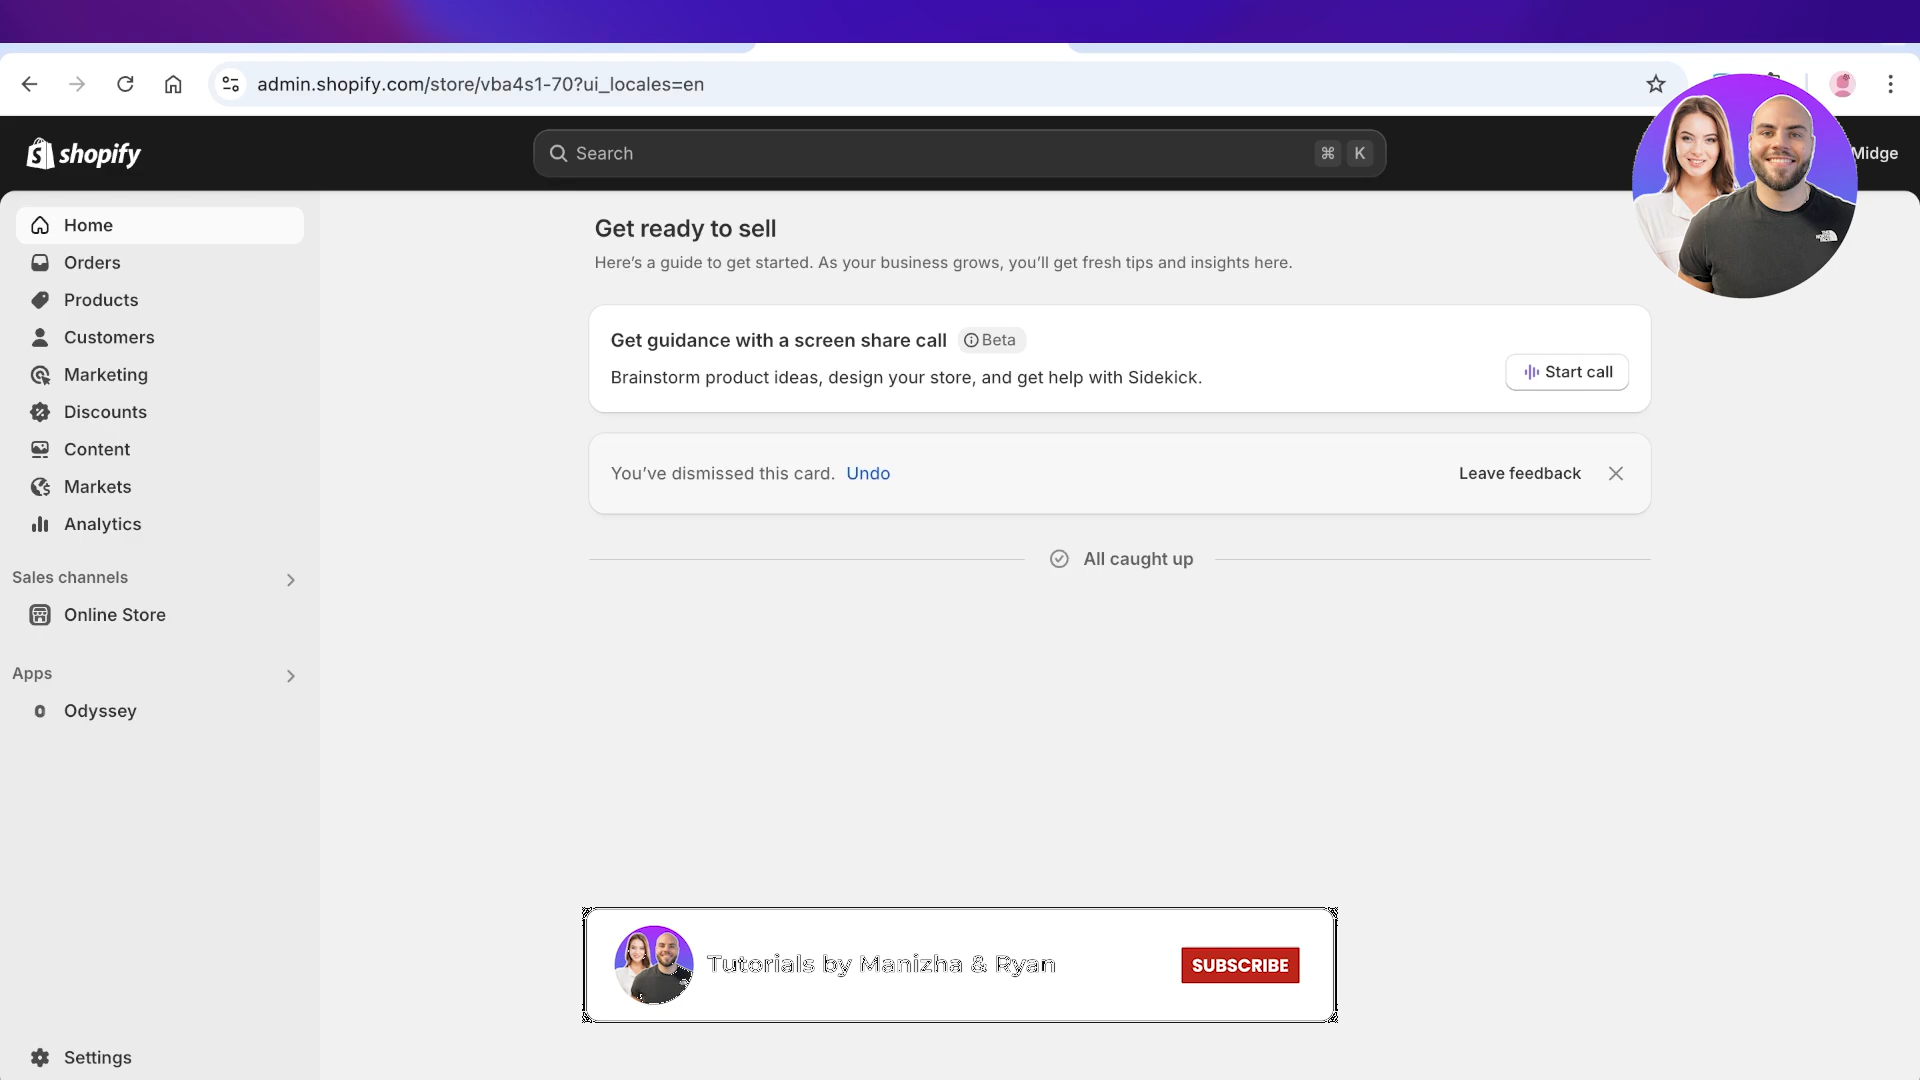 admin.shopify.com/store/vba4s1-70?ui_locales=en
shopify
Search
⌘ K
Midge
Home
Orders
Products
Customers
Marketing
Discounts
Content
Markets
Analytics
Sales channels
Online Store
Apps
Odyssey
Settings
Get ready to sell
Here’s a guide to get started. As your business grows, you’ll get fresh tips and insights here.
Get guidance with a screen share call Beta
Brainstorm product ideas, design your store, and get help with Sidekick.
Start call
You’ve dismissed this card. Undo
Leave feedback
All caught up
Tutorials by Manizha & Ryan
SUBSCRIBE